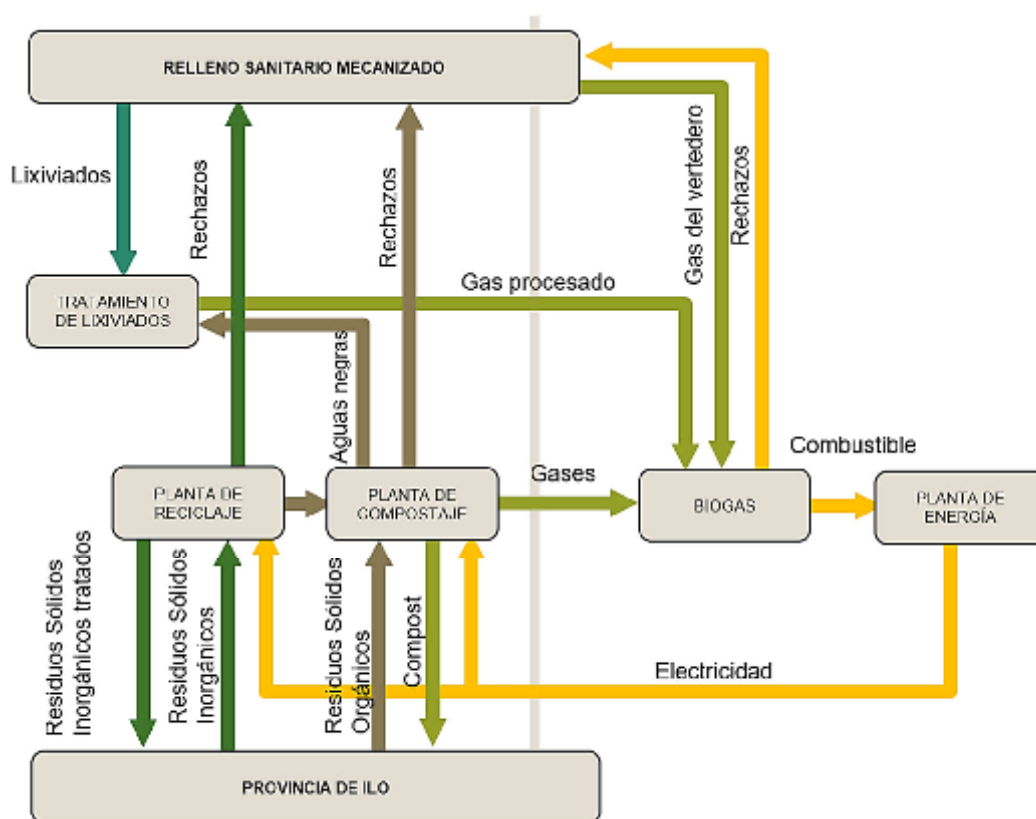 RELLENO SANITARIO MECANIZADO
Lixiviados
Rechazos
Rechazos
Gas del vertedero
Rechazos
TRATAMIENTO
DE LIXIVIADOS
Gas procesado
Aguas negras
Combustible
PLANTA DE
RECICLAJE
PLANTA DE
COMPOSTAJE
Gases
BIOGAS
PLANTA DE
ENERGÍA
Residuos Sólidos
Inorgánicos tratados
Residuos Sólidos
Inorgánicos
Residuos Sólidos
Orgánicos
Compost
Electricidad
PROVINCIA DE ILO